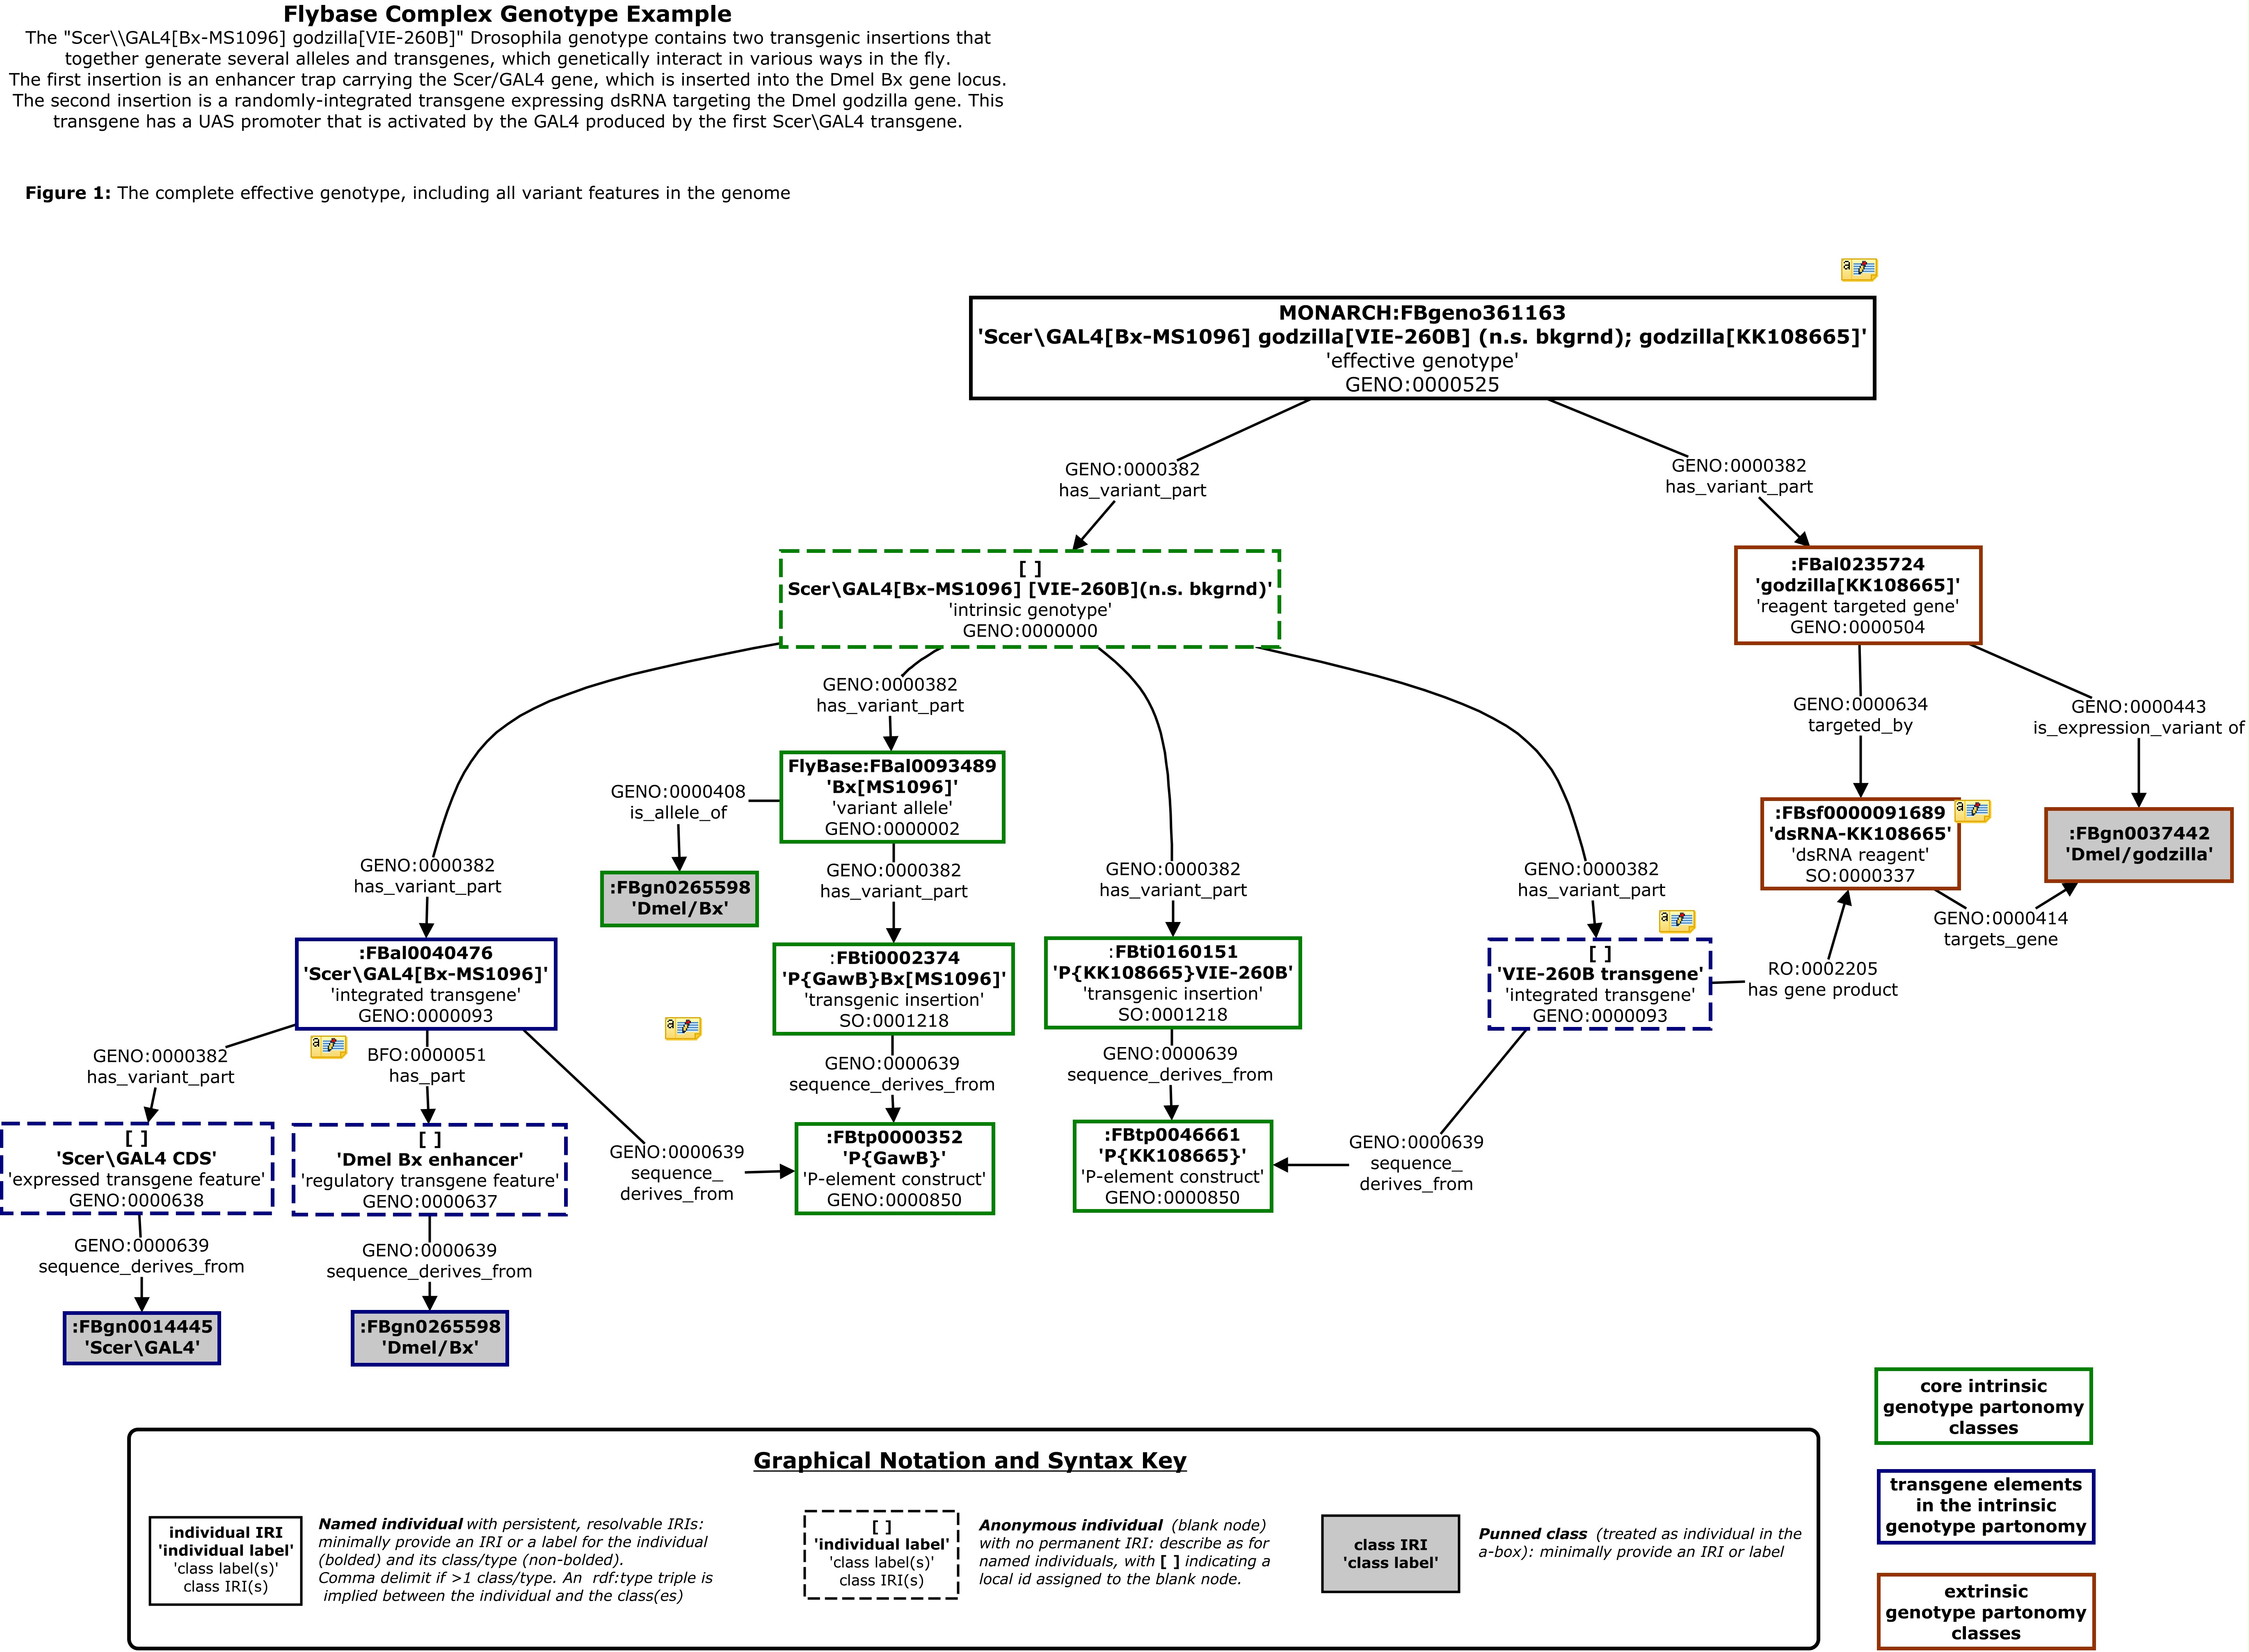 Flybase Complex Genotype Example
The "Scer\\GAL4[Bx-MS1096] godzilla[VIE-260B]" Drosophila genotype contains two transgenic insertions that
together generate several alleles and transgenes, which genetically interact in various ways in the fly.
The first insertion is an enhancer trap carrying the Scer/GAL4 gene, which is inserted into the Dmel Bx gene locus.
The second insertion is a randomly-integrated transgene expressing dsRNA targeting the Dmel godzilla gene. This
transgene has a UAS promoter that is activated by the GAL4 produced by the first Scer\GAL4 transgene.
Figure 1: The complete effective genotype, including all variant features in the genome
MONARCH:FBgeno361163
'Scer\GAL4[Bx-MS1096] godzilla[VIE-260B] (n.s. bkgrnd); godzilla[KK108665]'
'effective genotype'
GENO:0000525
GENO:0000382
has_variant_part
GENO:0000382
has_variant_part
[ ]
Scer\GAL4[Bx-MS1096] [VIE-260B](n.s. bkgrnd)'
'intrinsic genotype'
GENO:0000000
:FBal0235724
'godzilla[KK108665]'
'reagent targeted gene'
GENO:0000504
GENO:0000382
has_variant_part
GENO:0000634
targeted_by
GENO:0000443
is_expression_variant of
FlyBase:FBal0093489
'Bx[MS1096]'
'variant allele'
GENO:0000002
GENO:0000408
is_allele_of
:FBgn0265598
'Dmel/Bx'
:FBsf0000091689
'dsRNA-KK108665'
'dsRNA reagent'
SO:0000337
:FBgn0037442
'Dmel/godzilla'
GENO:0000382
has_variant_part
GENO:0000382
has_variant_part
GENO:0000382
has_variant_part
GENO:0000382
has_variant_part
GENO:0000414
targets_gene
:FBal0040476
'Scer\GAL4[Bx-MS1096]'
'integrated transgene'
GENO:0000093
:FBti0002374
'P{GawB}Bx[MS1096]'
'transgenic insertion'
SO:0001218
:FBti0160151
'P{KK108665}VIE-260B'
'transgenic insertion'
SO:0001218
[ ]
'VIE-260B transgene'
'integrated transgene'
GENO:0000093
RO:0002205
has gene product
GENO:0000382
has_variant_part
BFO:0000051
has_part
GENO:0000639
sequence_derives_from
GENO:0000639
sequence_derives_from
[ ]
'Scer\GAL4 CDS'
'expressed transgene feature'
GENO:0000638
[ ]
'Dmel Bx enhancer'
'regulatory transgene feature'
GENO:0000637
GENO:0000639
sequence_
derives_from
:FBtp0000352
'P{GawB}'
'P-element construct'
GENO:0000850
:FBtp0046661
'P{KK108665}'
'P-element construct'
GENO:0000850
GENO:0000639
sequence_
derives_from
GENO:0000639
sequence_derives_from
GENO:0000639
sequence_derives_from
:FBgn0014445
'Scer\GAL4'
:FBgn0265598
'Dmel/Bx'
core intrinsic
genotype partonomy
classes
transgene elements
in the intrinsic
genotype partonomy
extrinsic
genotype partonomy
classes
Graphical Notation and Syntax Key
individual IRI
'individual label'
'class label(s)'
class IRI(s)
Named individual with persistent, resolvable IRIs:
minimally provide an IRI or a label for the individual
(bolded) and its class/type (non-bolded).
Comma delimit if >1 class/type. An rdf:type triple is
implied between the individual and the class(es)
[ ]
'individual label'
'class label(s)'
class IRI(s)
Anonymous individual (blank node)
with no permanent IRI: describe as for
named individuals, with [ ] indicating a
local id assigned to the blank node.
class IRI
'class label'
Punned class (treated as individual in the
a-box): minimally provide an IRI or label